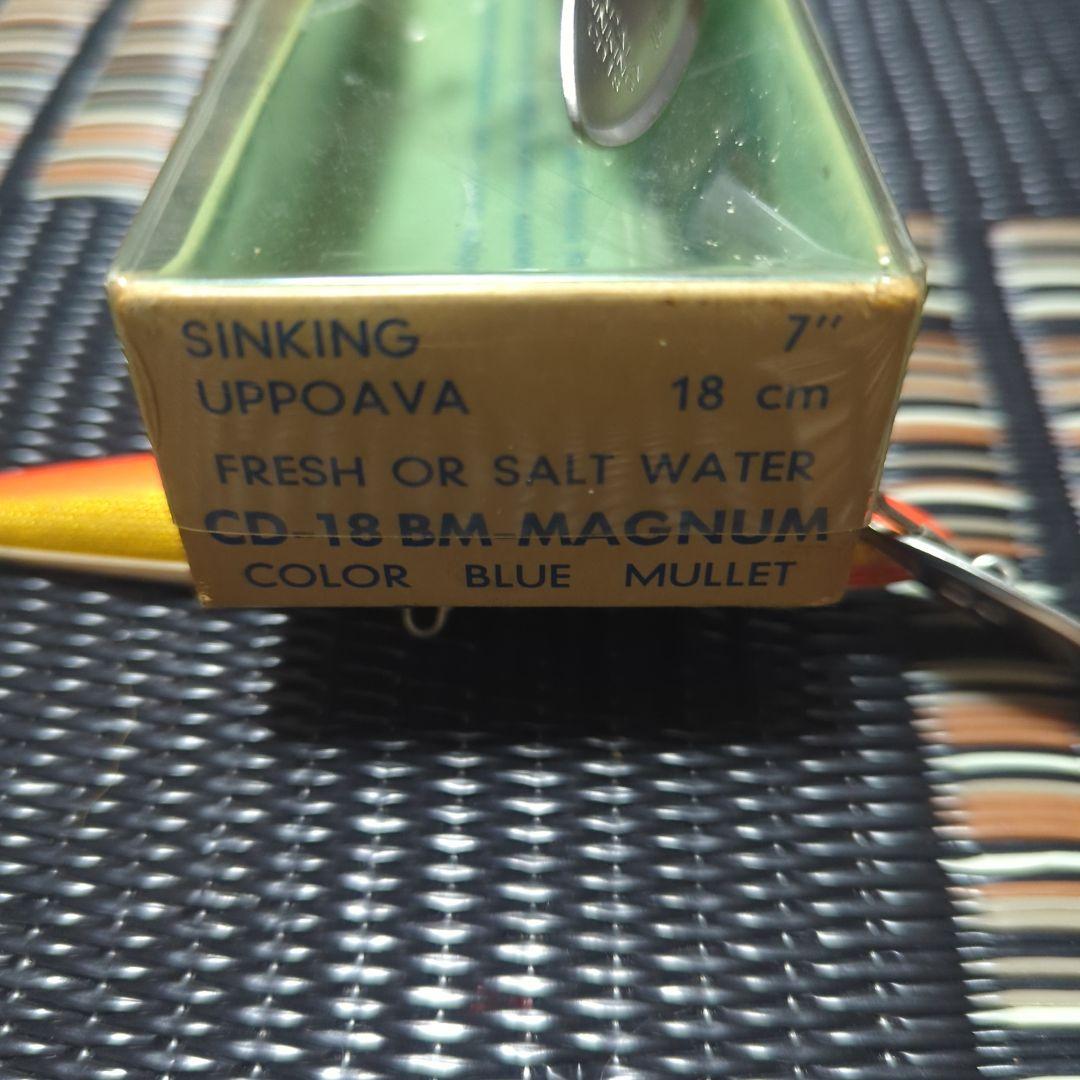 SINKING 7"
UPPOAVA 18 cm
FRESH OR SALT WATER
CD-18 BM-MAGNUM
COLOR BLUE MULLET